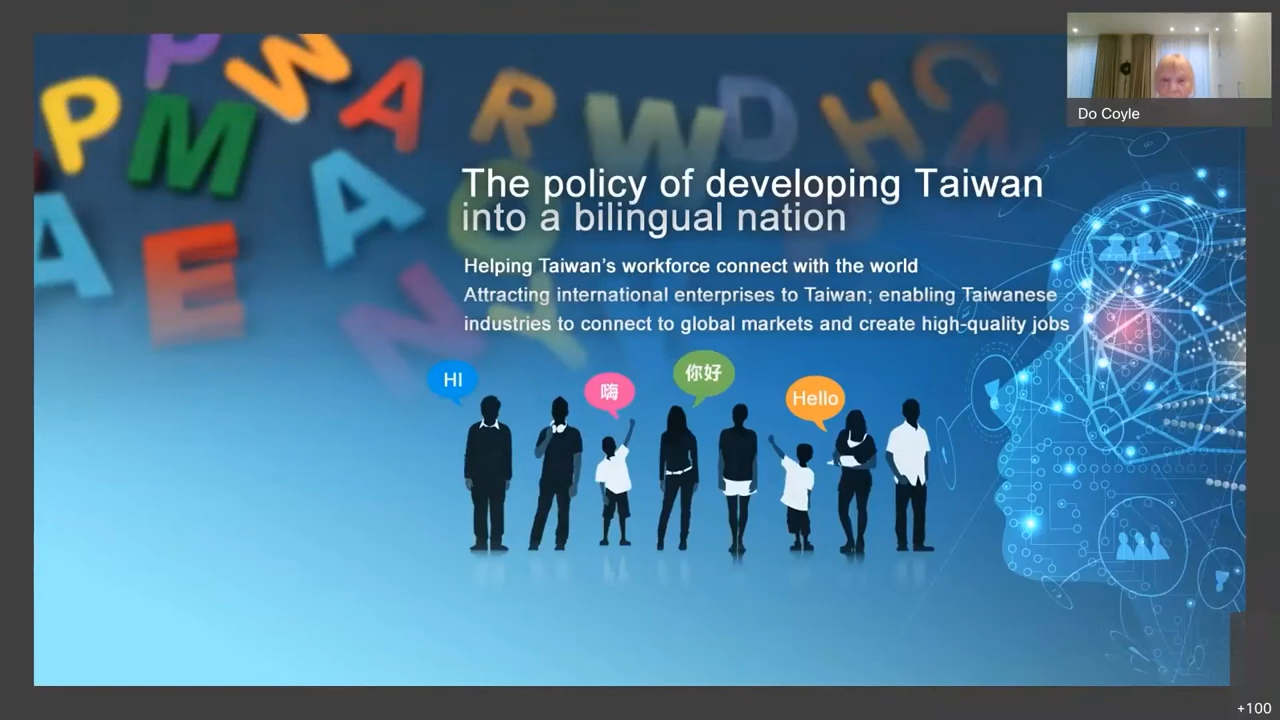 The policy of developing Taiwan
into a bilingual nation
Helping Taiwan's workforce connect with the world
Attracting international enterprises to Taiwan; enabling Taiwanese
industries to connect to global markets and create high-quality jobs
HI
嗨
你好
Hello
Do Coyle
+100
P
P
W
A
M
A
A
E
N
R
W
D
H